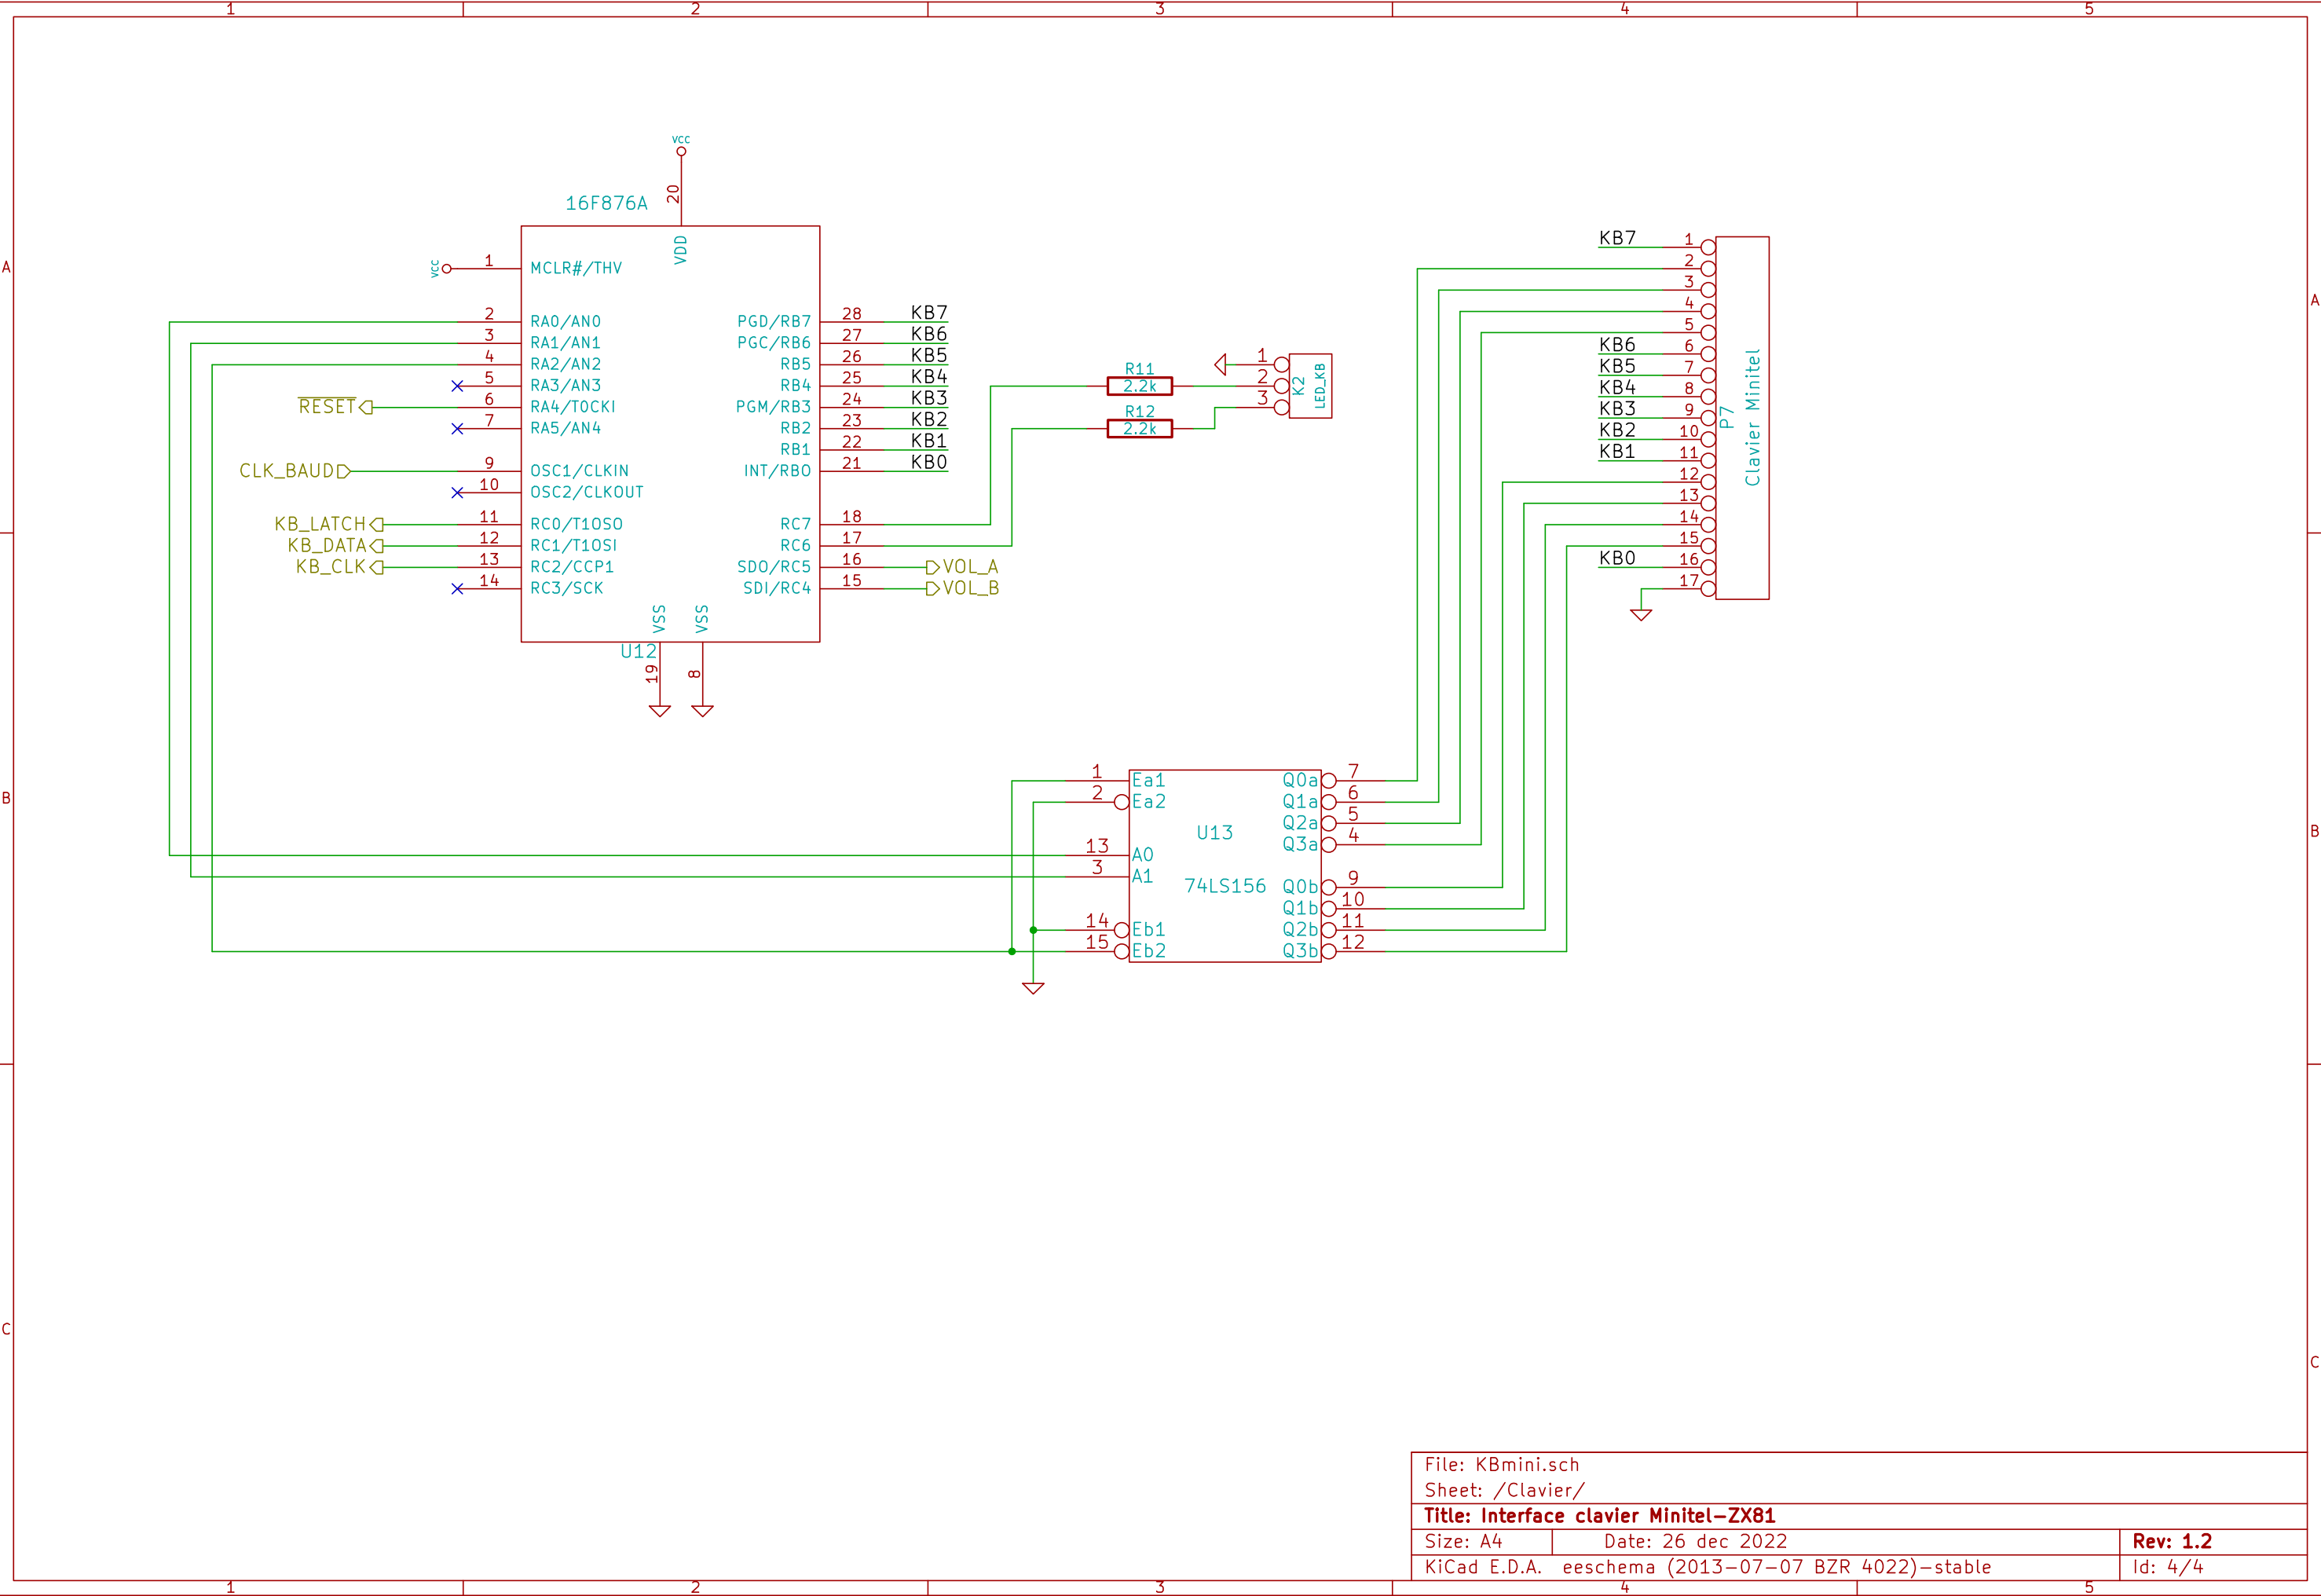 1 2 3 4 5
A
A
B
B
C
C
VCC
20
16F876A
VDD
VCC
1 MCLR#/THV
2 RA0/AN0
3 RA1/AN1
4 RA2/AN2
5 RA3/AN3
RESET 6 RA4/T0CKI
7 RA5/AN4
CLK_BAUD 9 OSC1/CLKIN
10 OSC2/CLKOUT
KB_LATCH 11 RC0/T1OSO
KB_DATA 12 RC1/T1OSI
KB_CLK 13 RC2/CCP1
14 RC3/SCK
PGD/RB7 28 KB7
PGC/RB6 27 KB6
RB5 26 KB5
RB4 25 KB4
PGM/RB3 24 KB3
RB2 23 KB2
RB1 22 KB1
INT/RB0 21 KB0
RC7 18
RC6 17
SDO/RC5 16 VOL_A
SDI/RC4 15 VOL_B
VSS VSS
U12
19 8
R11
2.2k
R12
2.2k
1
2
3
K2
LED_KB
KB7 1
2
3
4
5
KB6 6
KB5 7
KB4 8
KB3 9
KB2 10
KB1 11
12
13
14
15
KB0 16
17
P7
Clavier Minitel
1 Ea1
2 Ea2
13 A0
3 A1
14 Eb1
15 Eb2
U13
74LS156
Q0a 7
Q1a 6
Q2a 5
Q3a 4
Q0b 9
Q1b 10
Q2b 11
Q3b 12
File: KBmini.sch
Sheet: /Clavier/
Title: Interface clavier Minitel-ZX81
Size: A4 Date: 26 dec 2022 Rev: 1.2
KiCad E.D.A. eeschema (2013-07-07 BZR 4022)-stable Id: 4/4
1 2 3 4 5